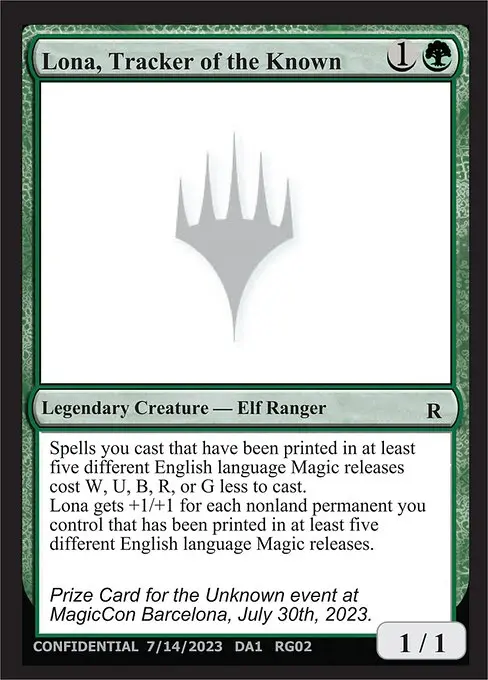 Lona, Tracker of the Known 1
Legendary Creature — Elf Ranger R
Spells you cast that have been printed in at least
five different English language Magic releases
cost W, U, B, R, or G less to cast.
Lona gets +1/+1 for each nonland permanent you
control that has been printed in at least five
different English language Magic releases.
Prize Card for the Unknown event at
MagicCon Barcelona, July 30th, 2023.
CONFIDENTIAL 7/14/2023 DA1 RG02
1 / 1